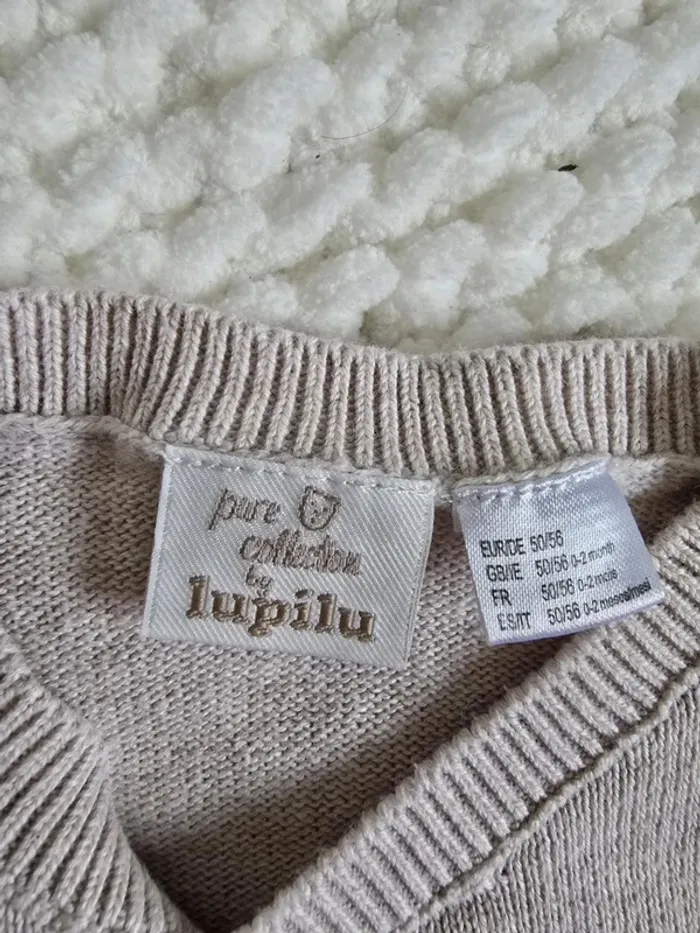 pure
collection
by
lupilu
EUR/DE 50/56
GB/IE 50/56 0-2 month
FR 50/56 0-2 mois
ES/IT 50/56 0-2 meses/mesi